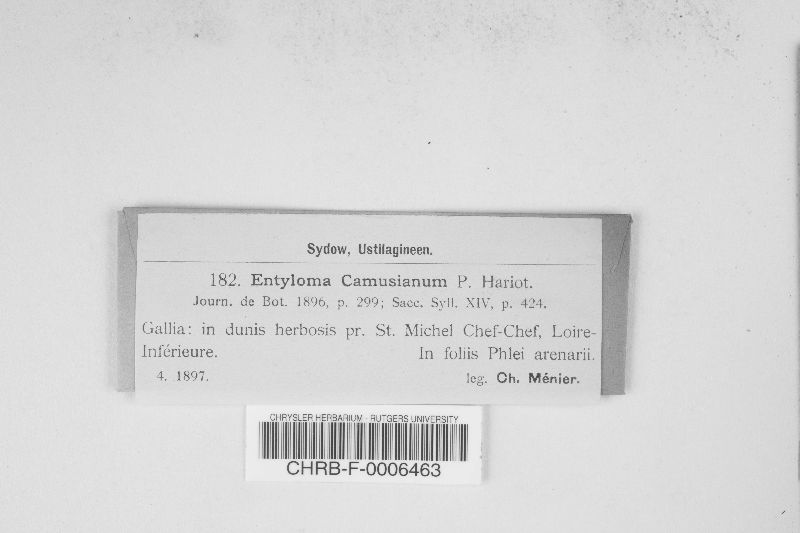 Sydow, Ustilagineen.
182. Entyloma Camusianum P. Hariot.
Journ. de Bot. 1896, p. 299; Sacc. Syll. XIV, p. 424.
Gallia: in dunis herbosis pr. St. Michel Chef-Chef, Loire-
Inférieure. In foliis Phlei arenarii.
4. 1897. leg. Ch. Ménier.
CHRYSLER HERBARIUM - RUTGERS UNIVERSITY
CHRB-F-0006463